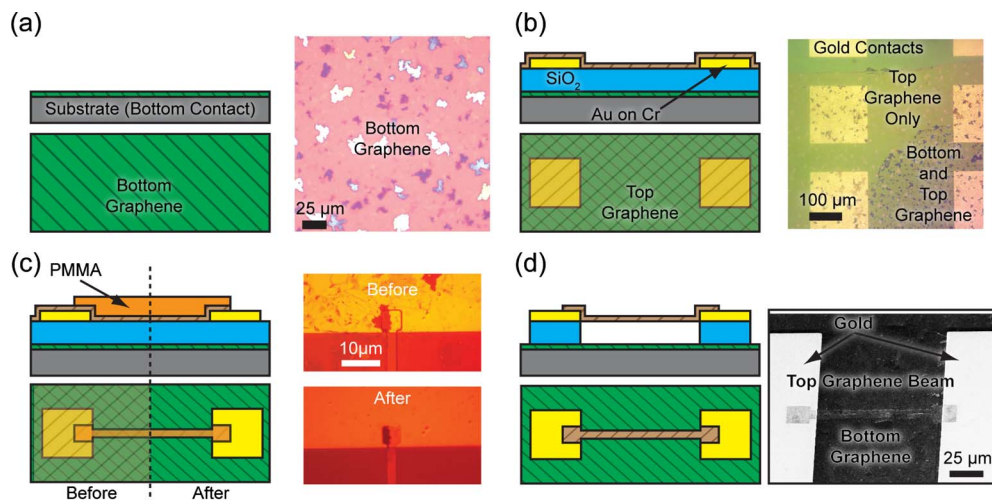 (a)
Substrate (Bottom Contact)
Bottom
Graphene
Bottom
Graphene
25 µm
(b)
SiO2
Au on Cr
Top
Graphene
Gold Contacts
Top
Graphene
Only
Bottom
and
Top
Graphene
100 µm
(c)
PMMA
Before
After
Before
10µm
After
(d)
Gold
Top Graphene Beam
Bottom
Graphene
25 µm